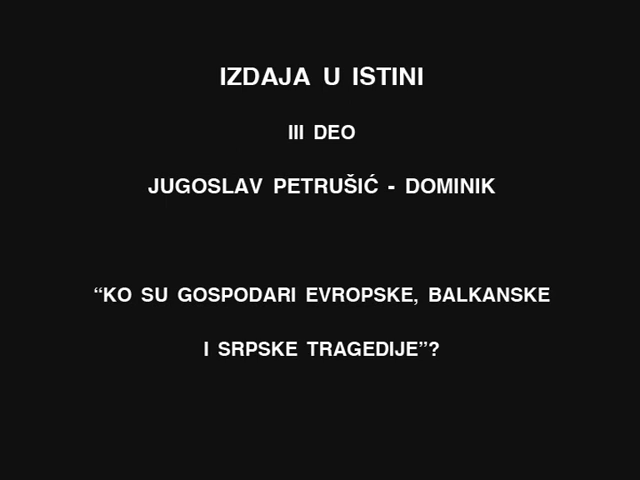 IZDAJA U ISTINI
III DEO
JUGOSLAV PETRUŠIĆ - DOMINIK
“KO SU GOSPODARI EVROPSKE, BALKANSKE
I SRPSKE TRAGEDIJE”?